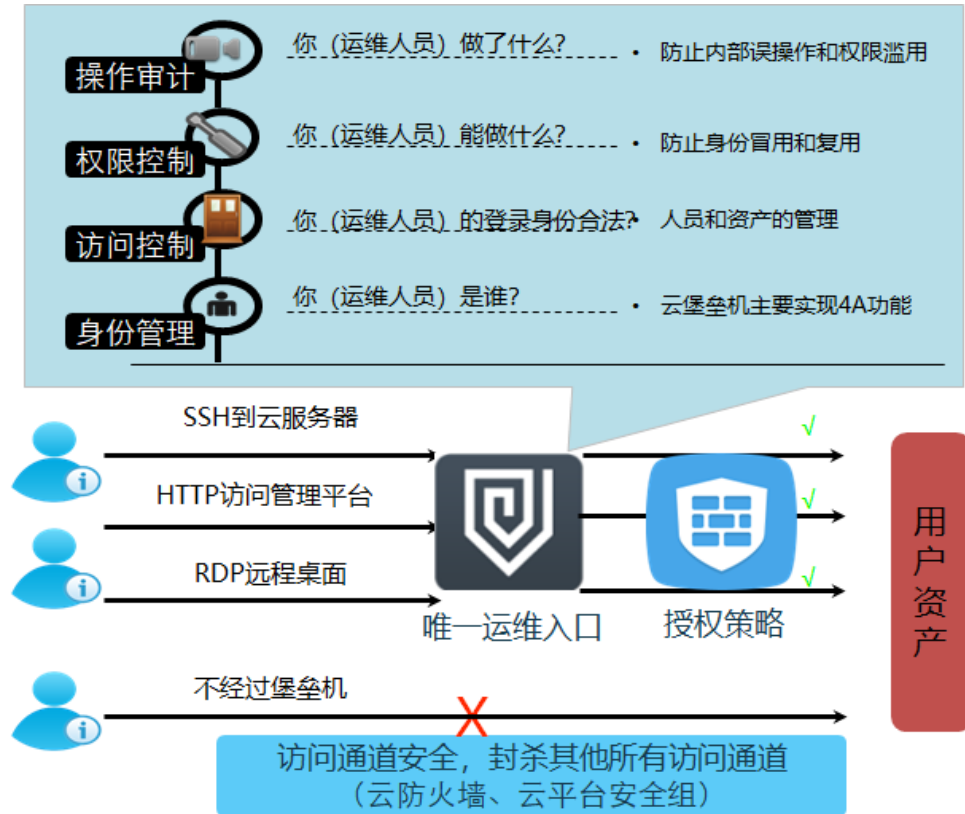 操作审计
你（运维人员）做了什么？
• 防止内部误操作和权限滥用
权限控制
你（运维人员）能做什么？
• 防止身份冒用和复用
访问控制
你（运维人员）的登录身份合法？
• 人员和资产的管理
身份管理
你（运维人员）是谁？
• 云堡垒机主要实现4A功能
SSH到云服务器
√
HTTP访问管理平台
√
RDP远程桌面
√
唯一运维入口
授权策略
用户资产
不经过堡垒机
X
访问通道安全，封杀其他所有访问通道
（云防火墙、云平台安全组）